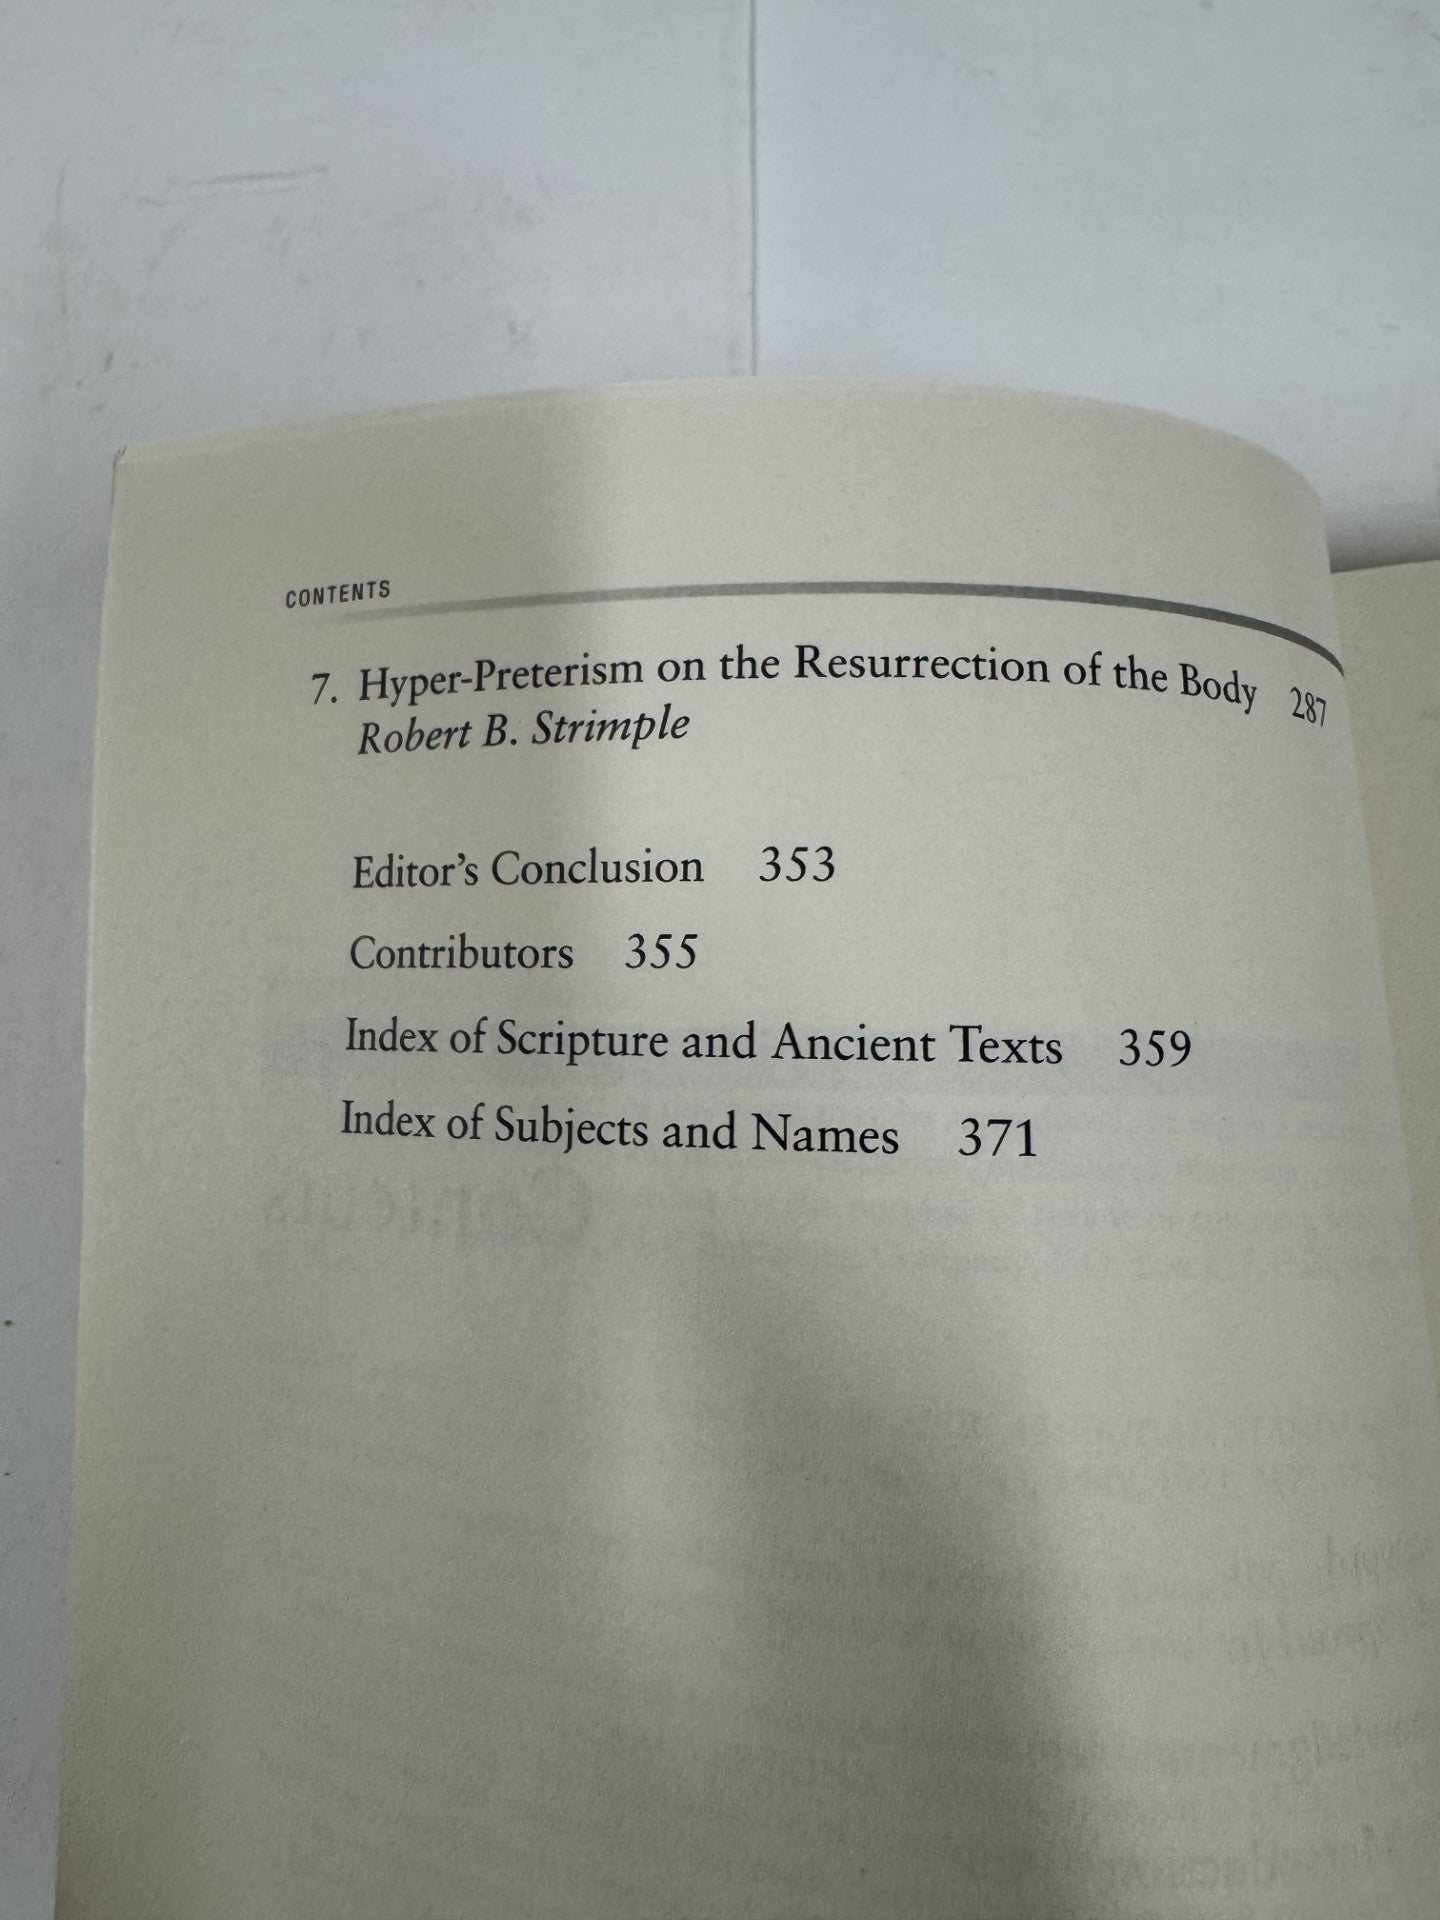 CONTENTS
7. Hyper-Preterism on the Resurrection of the Body 287
Robert B. Strimple
Editor's Conclusion 353
Contributors 355
Index of Scripture and Ancient Texts 359
Index of Subjects and Names 371